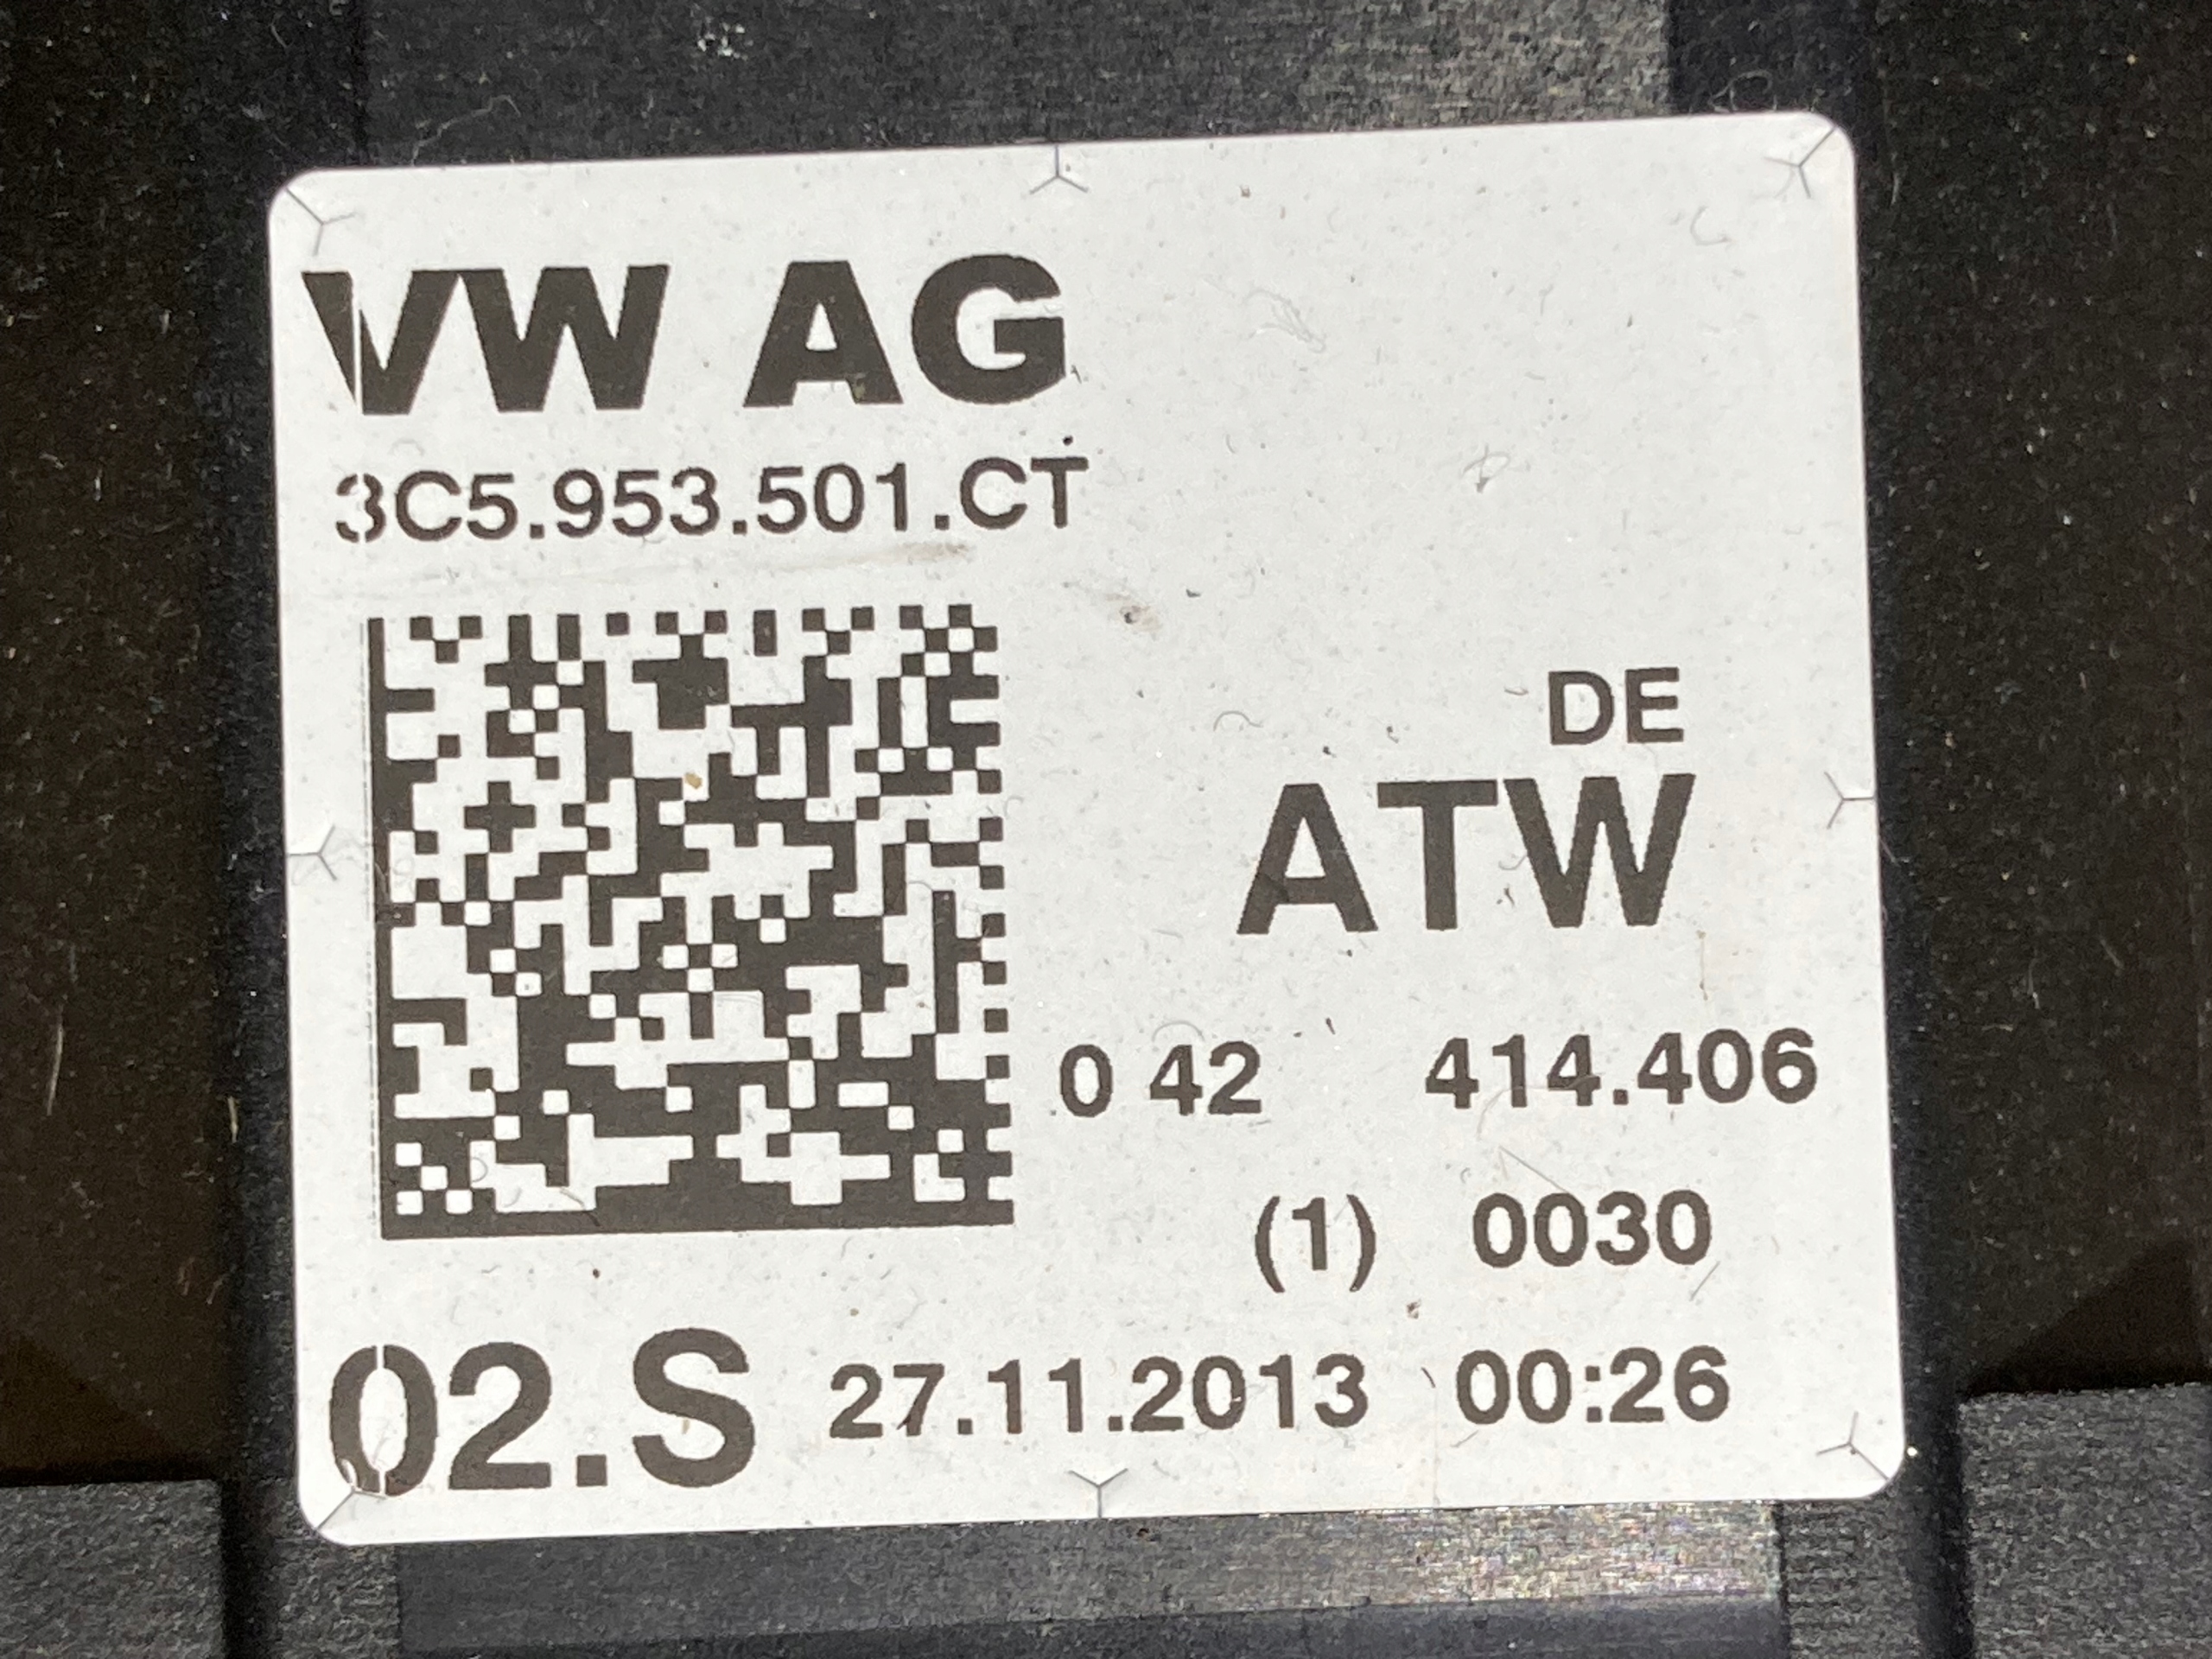 VW AG
3C5.953.501.CT
DE
ATW
0 42 414.406
(1) 0030
02.S 27.11.2013 00:26